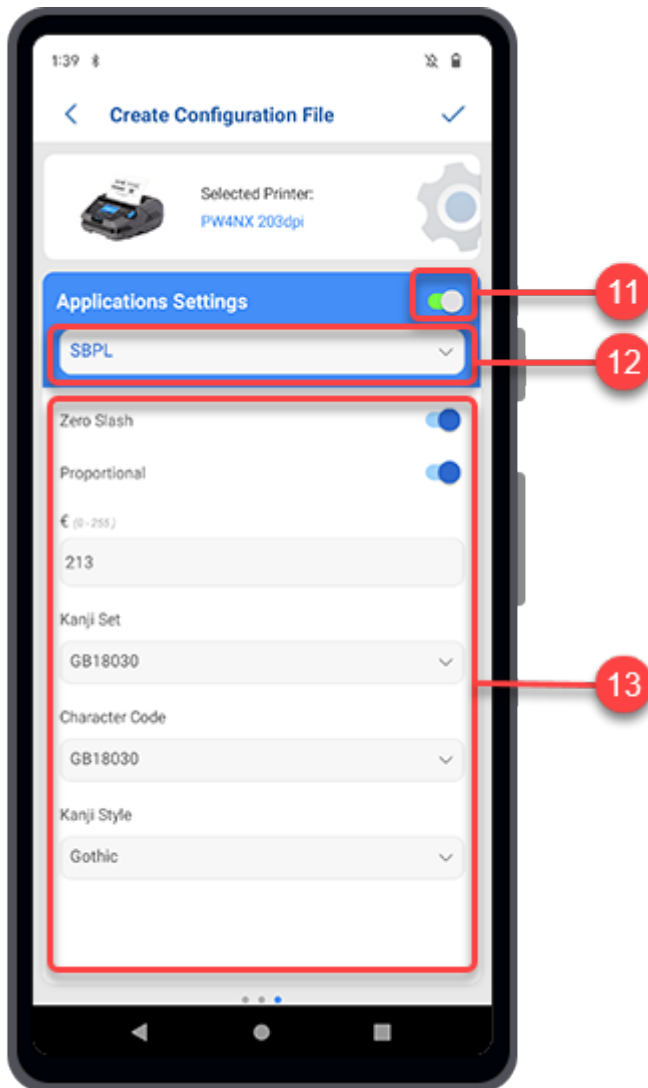 1:39
Create Configuration File
Selected Printer:
PW4NX 203dpi
Applications Settings
11
SBPL
12
Zero Slash
Proportional
€ (0-255)
213
Kanji Set
GB18030
13
Character Code
GB18030
Kanji Style
Gothic